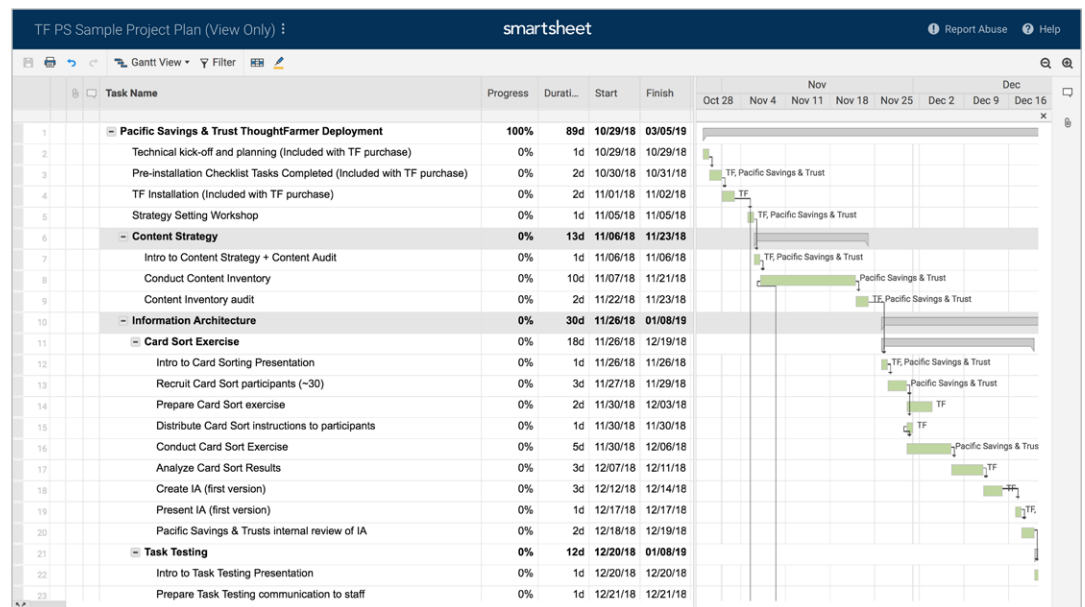 TF PS Sample Project Plan (View Only)
smartsheet
Report Abuse
Help
Gantt View
Filter
Task Name Progress Durati... Start Finish
Nov Dec
Oct 28 Nov 4 Nov 11 Nov 18 Nov 25 Dec 2 Dec 9 Dec 16
1 Pacific Savings & Trust ThoughtFarmer Deployment 100% 89d 10/29/18 03/05/19
2 Technical kick-off and planning (Included with TF purchase) 0% 1d 10/29/18 10/29/18
3 Pre-installation Checklist Tasks Completed (Included with TF purchase) 0% 2d 10/30/18 10/31/18 TF, Pacific Savings & Trust
4 TF Installation (Included with TF purchase) 0% 2d 11/01/18 11/02/18 TF
5 Strategy Setting Workshop 0% 1d 11/05/18 11/05/18 TF, Pacific Savings & Trust
6 Content Strategy 0% 13d 11/06/18 11/23/18
7 Intro to Content Strategy + Content Audit 0% 1d 11/06/18 11/06/18 TF, Pacific Savings & Trust
8 Conduct Content Inventory 0% 10d 11/07/18 11/21/18 Pacific Savings & Trust
9 Content Inventory audit 0% 2d 11/22/18 11/23/18 TF, Pacific Savings & Trust
10 Information Architecture 0% 30d 11/26/18 01/08/19
11 Card Sort Exercise 0% 18d 11/26/18 12/19/18
12 Intro to Card Sorting Presentation 0% 1d 11/26/18 11/26/18 TF, Pacific Savings & Trust
13 Recruit Card Sort participants (~30) 0% 3d 11/27/18 11/29/18 Pacific Savings & Trust
14 Prepare Card Sort exercise 0% 2d 11/30/18 12/03/18 TF
15 Distribute Card Sort instructions to participants 0% 1d 11/30/18 11/30/18 TF
16 Conduct Card Sort Exercise 0% 5d 11/30/18 12/06/18 Pacific Savings & Trus
17 Analyze Card Sort Results 0% 3d 12/07/18 12/11/18 TF
18 Create IA (first version) 0% 3d 12/12/18 12/14/18 TF
19 Present IA (first version) 0% 1d 12/17/18 12/17/18 TF,
20 Pacific Savings & Trusts internal review of IA 0% 2d 12/18/18 12/19/18
21 Task Testing 0% 12d 12/20/18 01/08/19
22 Intro to Task Testing Presentation 0% 1d 12/20/18 12/20/18
23 Prepare Task Testing communication to staff 0% 1d 12/21/18 12/21/18